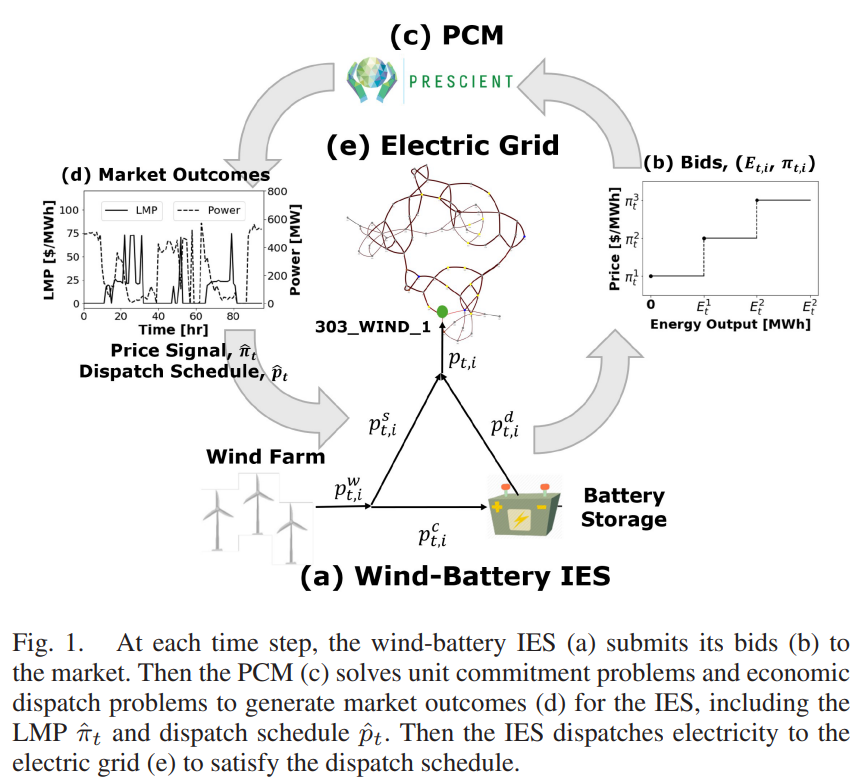 (c) PCM
PRESCIENT
(e) Electric Grid
(d) Market Outcomes
LMP
Power
LMP [$/MWh]
100
75
50
25
0
800
600
400
200
0
Power [MW]
0 20 40 60 80
Time [hr]
Price Signal, π̂_t
Dispatch Schedule, p̂_t
(b) Bids, (E_{t,i}, π_{t,i})
Price [$/MWh]
π_t^3
π_t^2
π_t^1
0 E_t^1 E_t^2 E_t^2
Energy Output [MWh]
303_WIND_1
p_{t,i}
p_{t,i}^s
p_{t,i}^d
Wind Farm
p_{t,i}^w
p_{t,i}^c
Battery
Storage
(a) Wind-Battery IES
Fig. 1. At each time step, the wind-battery IES (a) submits its bids (b) to
the market. Then the PCM (c) solves unit commitment problems and economic
dispatch problems to generate market outcomes (d) for the IES, including the
LMP π̂_t and dispatch schedule p̂_t. Then the IES dispatches electricity to the
electric grid (e) to satisfy the dispatch schedule.